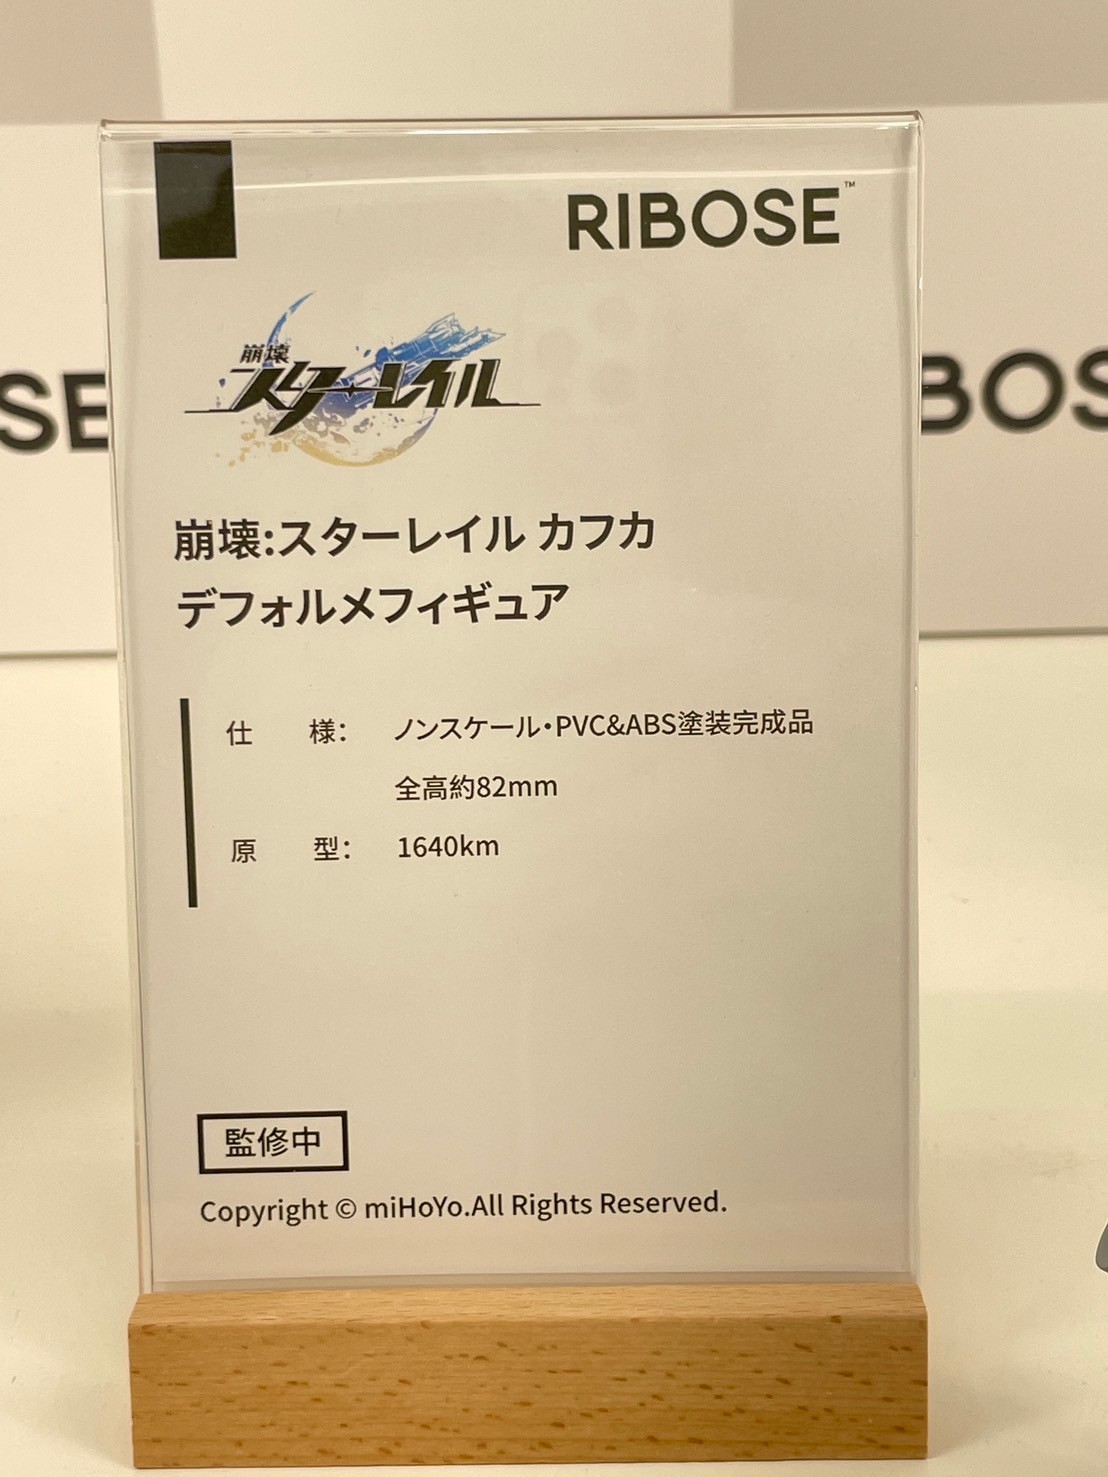 RIBOSE™
崩壊
スターレイル
崩壊:スターレイル カフカ
デフォルメフィギュア
仕 様: ノンスケール・PVC&ABS塗装完成品
全高約82mm
原 型: 1640km
監修中
Copyright © miHoYo.All Rights Reserved.
SE
BOS